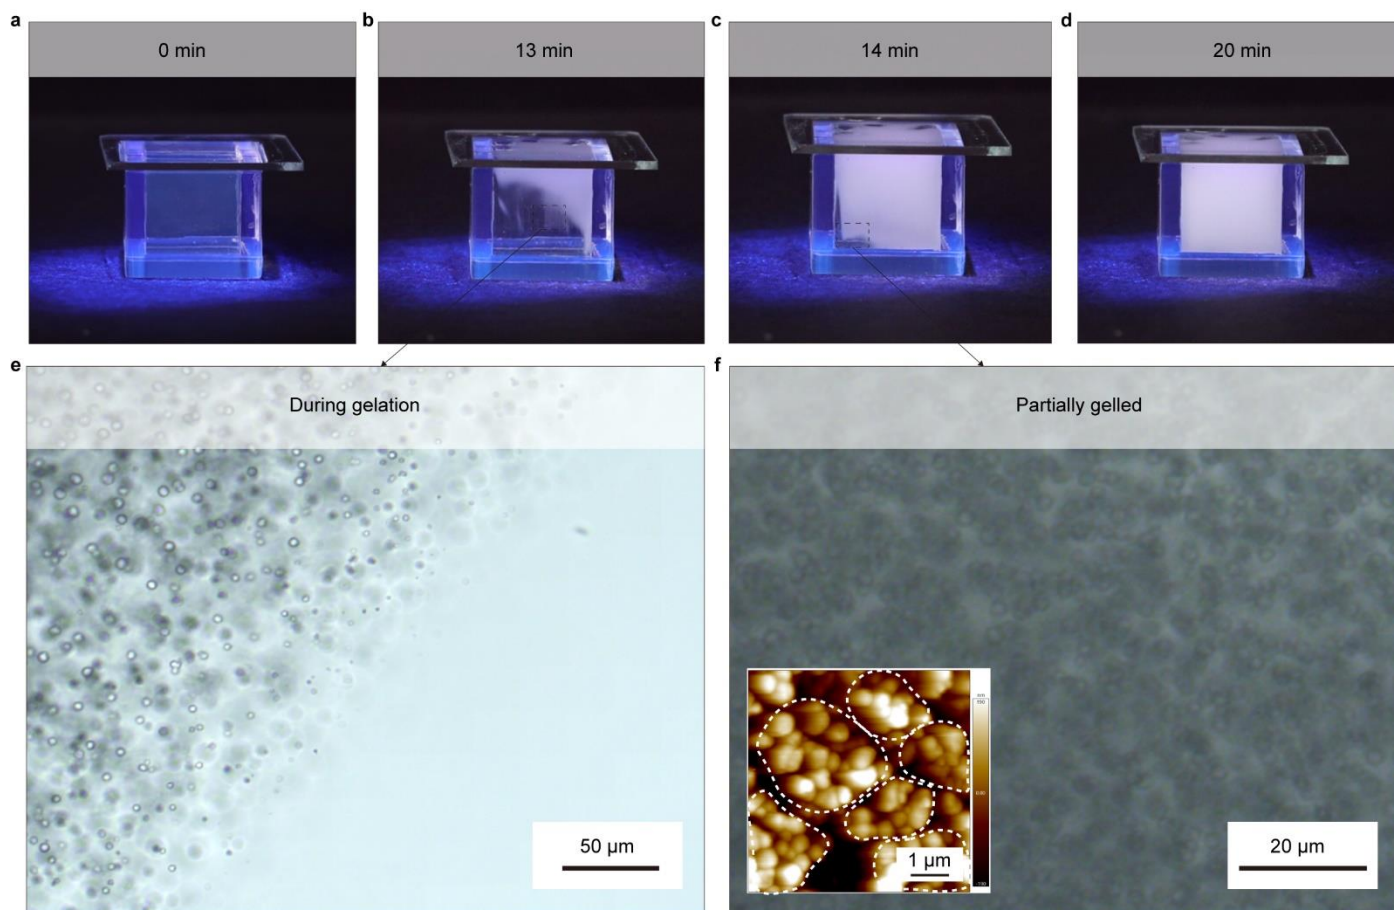 a
0 min
b
13 min
c
14 min
d
20 min
e
During gelation
50 µm
f
Partially gelled
1 µm
20 µm